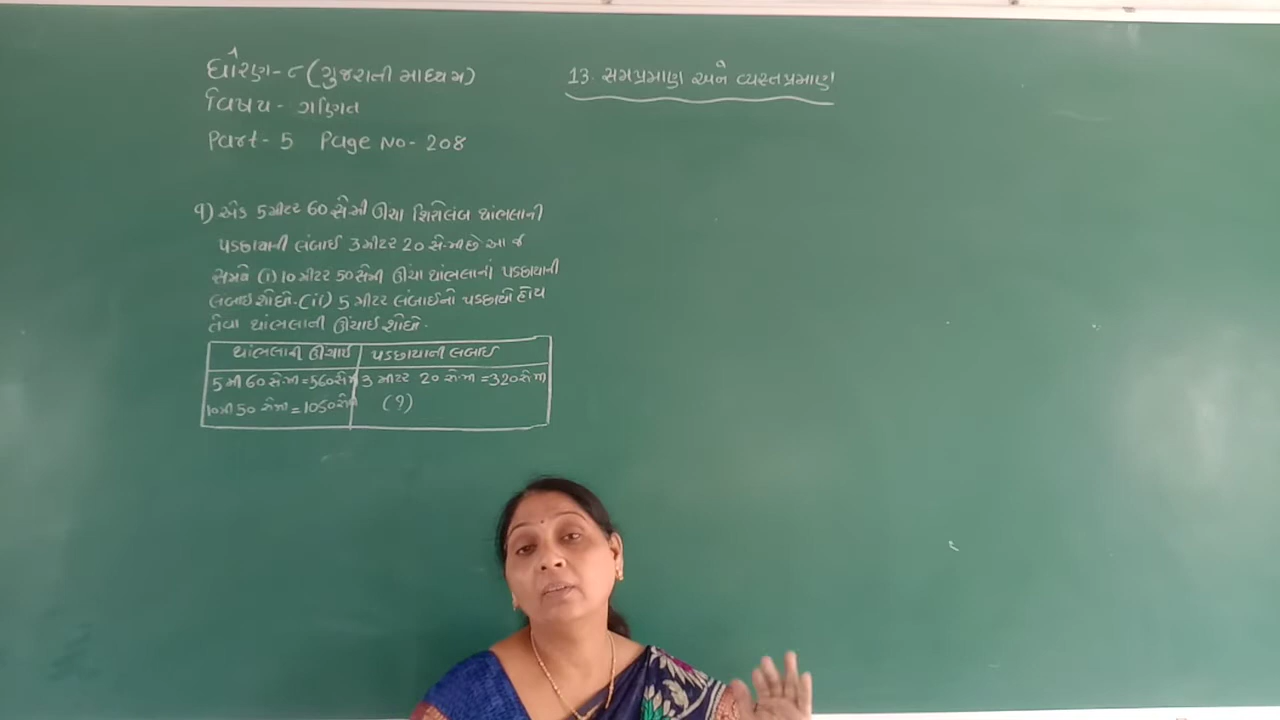 ધોરણ-૮ (ગુજરાતી માધ્યમ)
વિષય- ગણિત
Part- 5 Page No- 208
13. સમપ્રમાણ અને વ્યસ્તપ્રમાણ
૧) એક 5 મીટર 60 સેમી ઊંચા શિરોલંબ થાંભલાની
પડછાયાની લંબાઈ 3 મીટર 20 સે.મી છે આ જ
સમયે (i) 10 મીટર 50 સેમી ઊંચા થાંભલાનાં પડછાયાની
લંબાઈ શોધો. (ii) 5 મીટર લંબાઈનો પડછાયો હોય
તેવા થાંભલાની ઊંચાઈ શોધો.
થાંભલાની ઊંચાઈ પડછાયાની લંબાઈ
5 મી 60 સે.મી = 560 સેમી 3 મીટર 20 સે.મી = 320 સેમી
10મી 50 સેમી = 1050 સેમી (?)